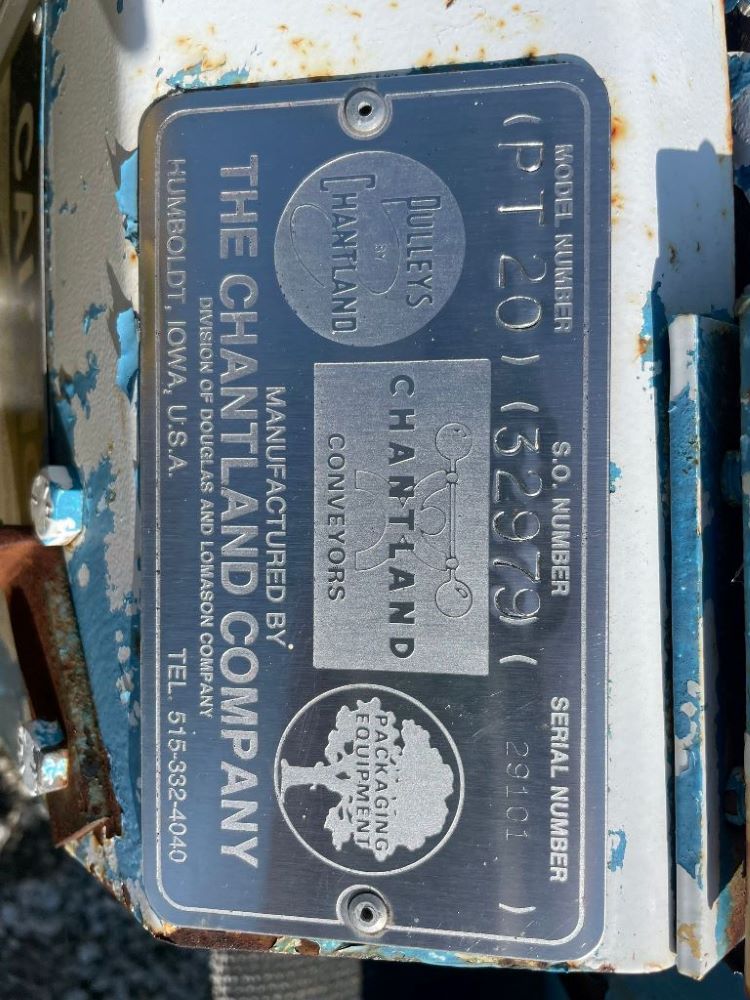 MODEL NUMBER S.O. NUMBER SERIAL NUMBER
(PT 20) (32979( 29101 )
PULLEYS
BY
CHANTLAND
CHANTLAND
CONVEYORS
PACKAGING
EQUIPMENT
MANUFACTURED BY:
THE CHANTLAND COMPANY
DIVISION OF DOUGLAS AND LOMASON COMPANY
HUMBOLDT, IOWA, U.S.A. TEL. 515-332-4040